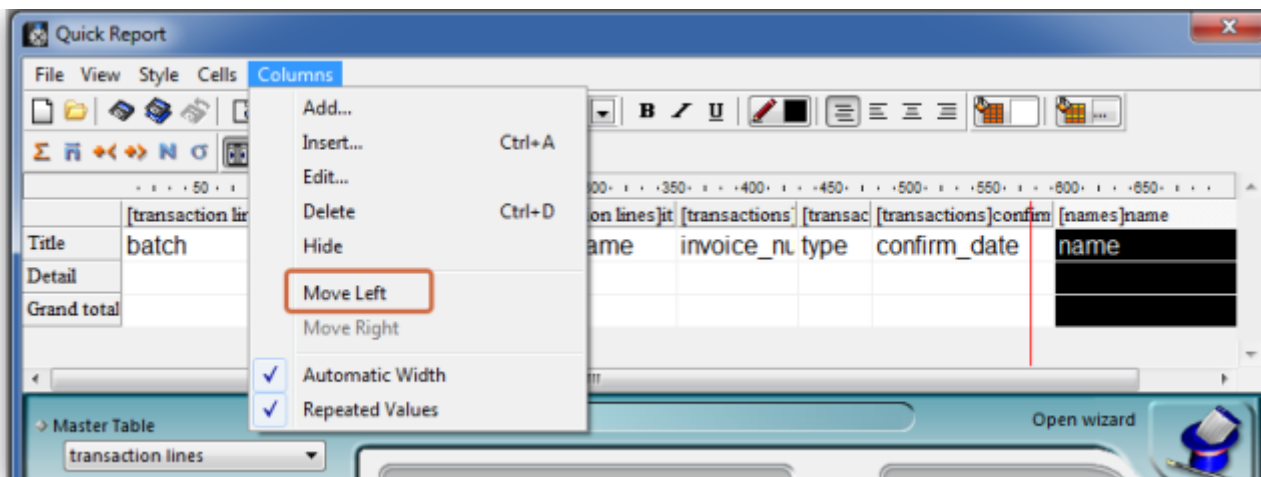 Quick Report
File View Style Cells Columns
Add...
Insert... Ctrl+A
Edit...
Delete Ctrl+D
Hide
Move Left
Move Right
Automatic Width
Repeated Values
B I U
Σ N σ
50 350 400 450 500 550 600 650
[transaction on lines]it [transactions] [transac [transactions]confirm [names]name
Title batch ame invoice_nu type confirm_date name
Detail
Grand total
Master Table Open wizard
transaction lines